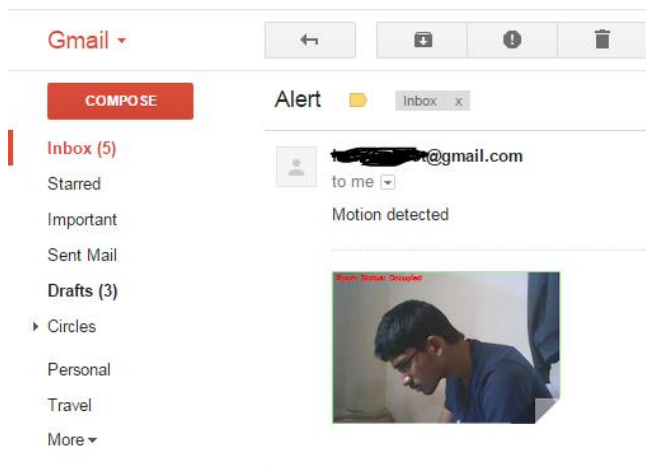 Gmail
COMPOSE
Alert
Inbox x
Inbox (5)
@gmail.com
Starred
to me
Important
Motion detected
Sent Mail
Drafts (3)
Circles
Room Status: Occupied
Personal
Travel
More